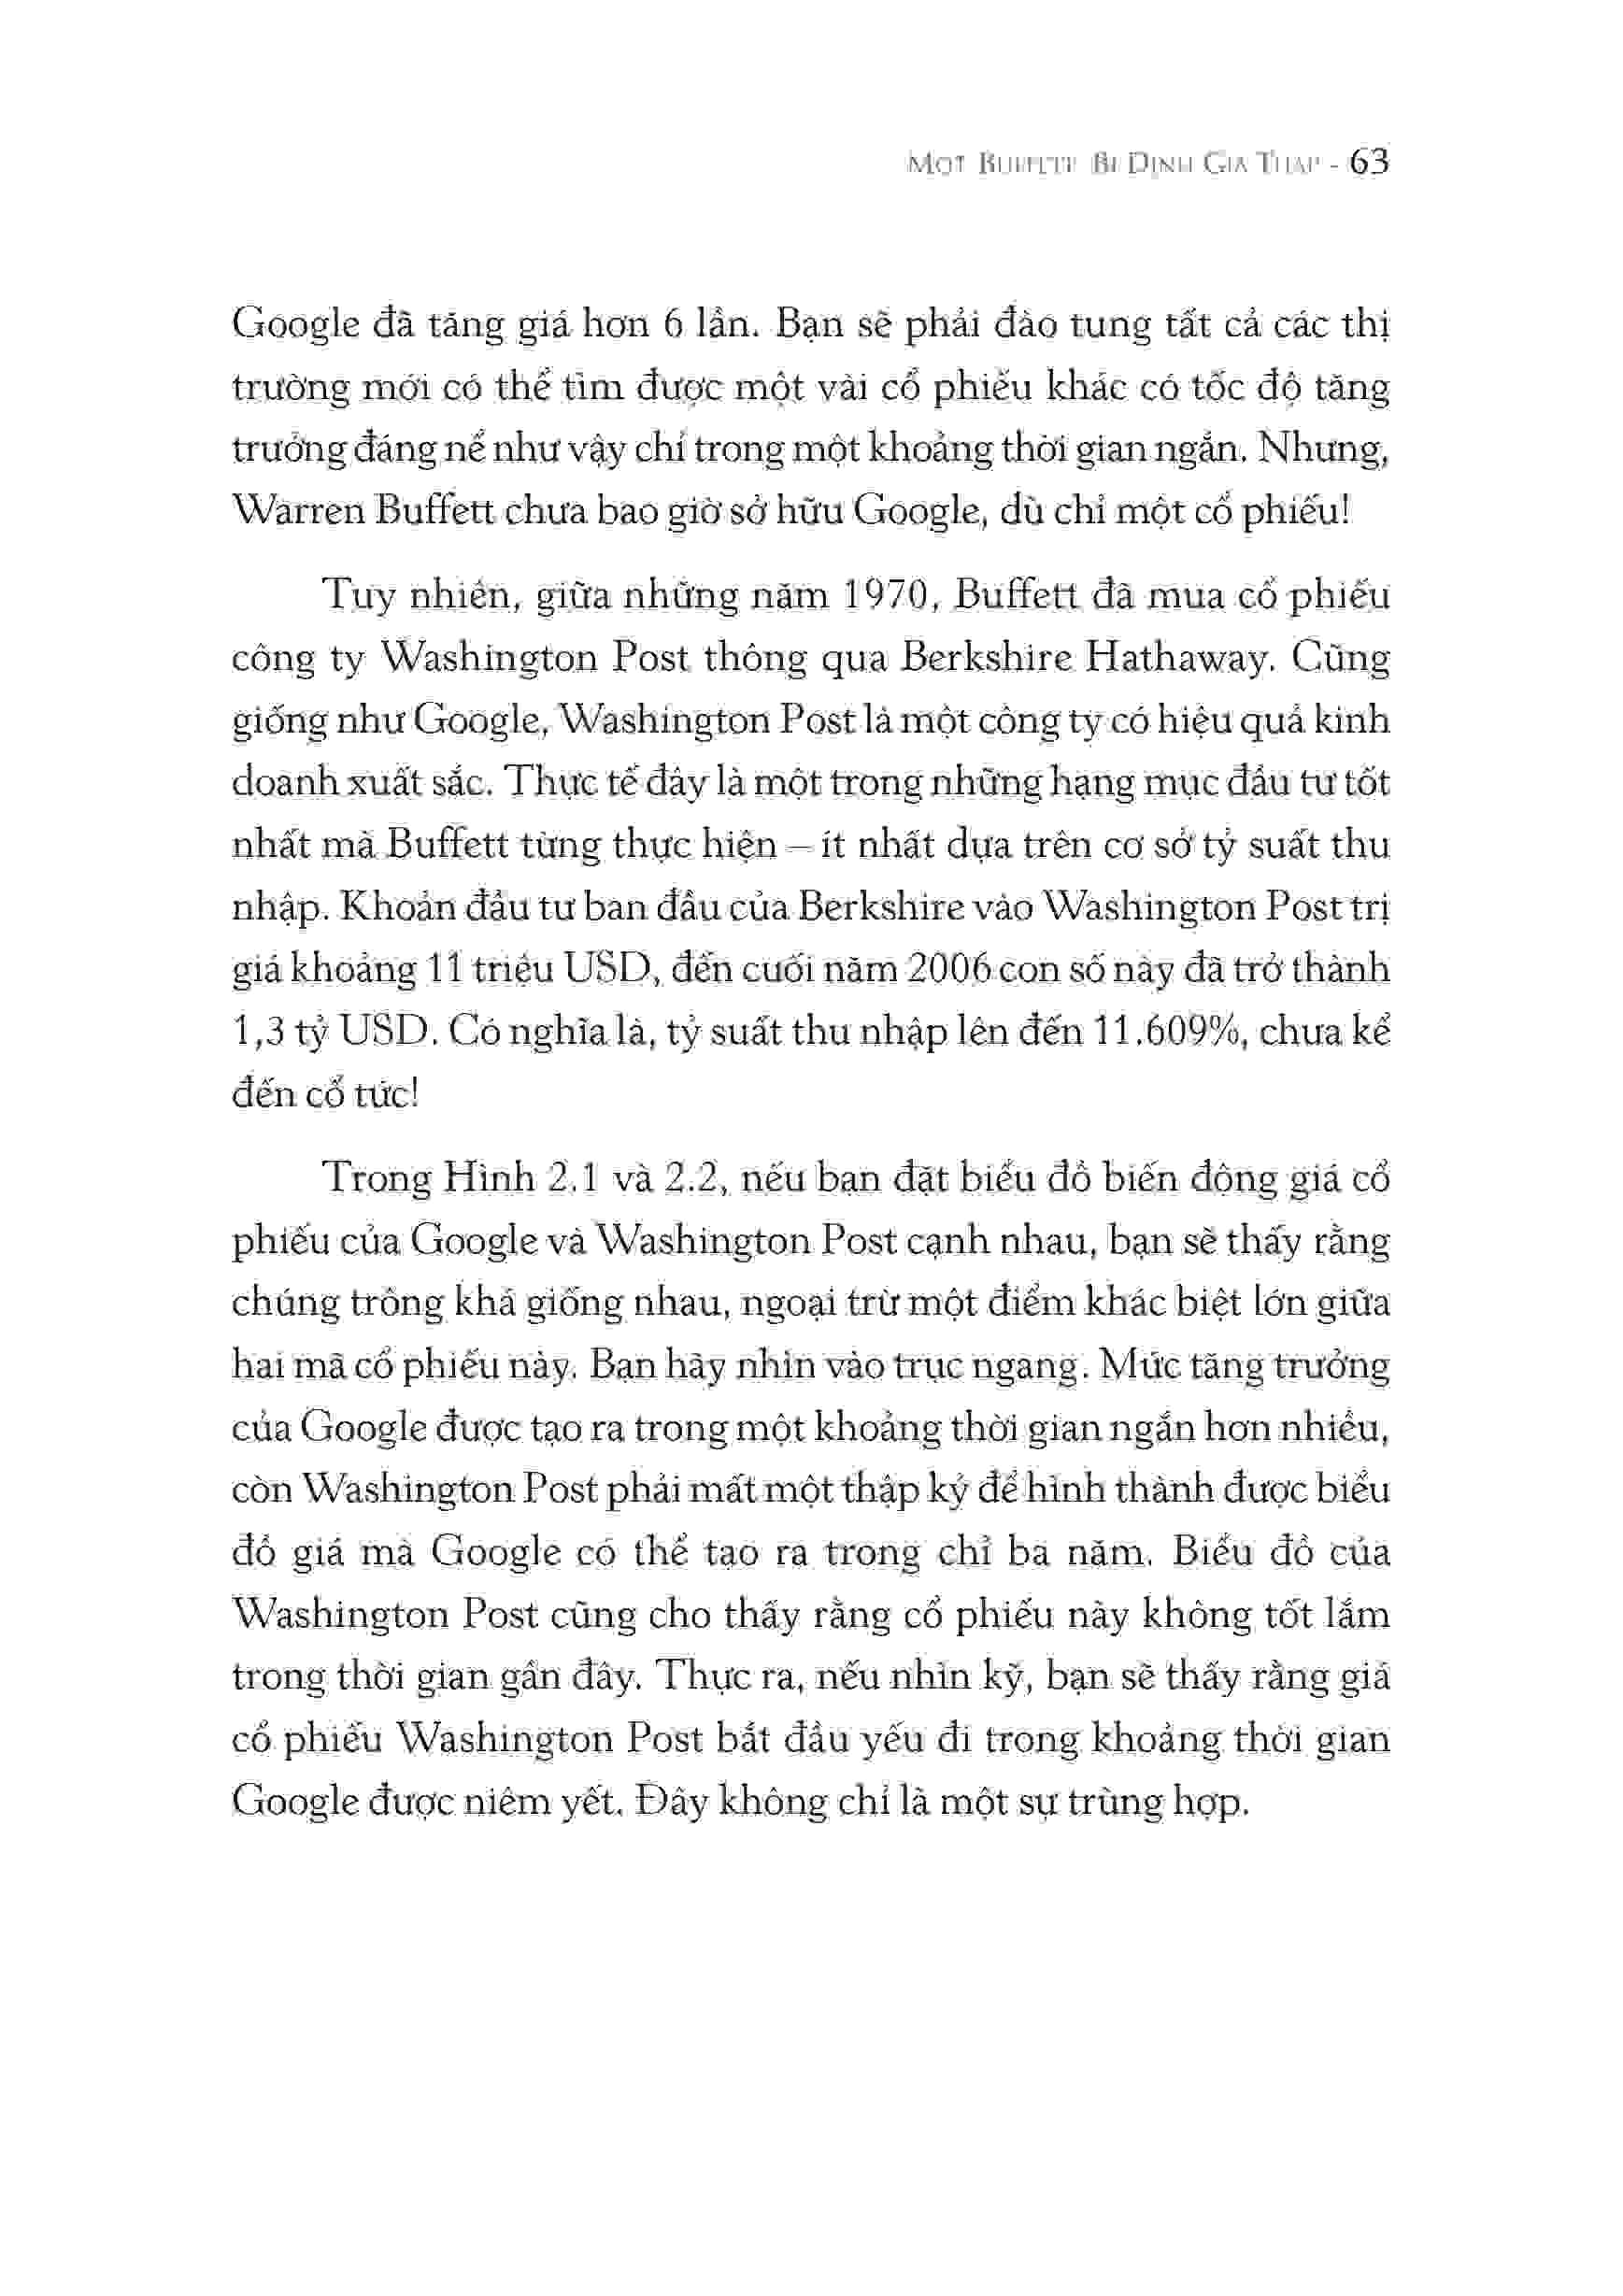 MỘT BUFFETT BỊ ĐỊNH GIÁ THẤP - 63
Google đã tăng giá hơn 6 lần. Bạn sẽ phải đào tung tất cả các thị
trường mới có thể tìm được một vài cổ phiếu khác có tốc độ tăng
trưởng đáng nể như vậy chỉ trong một khoảng thời gian ngắn. Nhưng,
Warren Buffett chưa bao giờ sở hữu Google, dù chỉ một cổ phiếu!
Tuy nhiên, giữa những năm 1970, Buffett đã mua cổ phiếu
công ty Washington Post thông qua Berkshire Hathaway. Cũng
giống như Google, Washington Post là một công ty có hiệu quả kinh
doanh xuất sắc. Thực tế đây là một trong những hạng mục đầu tư tốt
nhất mà Buffett từng thực hiện – ít nhất dựa trên cơ sở tỷ suất thu
nhập. Khoản đầu tư ban đầu của Berkshire vào Washington Post trị
giá khoảng 11 triệu USD, đến cuối năm 2006 con số này đã trở thành
1,3 tỷ USD. Có nghĩa là, tỷ suất thu nhập lên đến 11.609%, chưa kể
đến cổ tức!
Trong Hình 2.1 và 2.2, nếu bạn đặt biểu đồ biến động giá cổ
phiếu của Google và Washington Post cạnh nhau, bạn sẽ thấy rằng
chúng trông khá giống nhau, ngoại trừ một điểm khác biệt lớn giữa
hai mã cổ phiếu này. Bạn hãy nhìn vào trục ngang. Mức tăng trưởng
của Google được tạo ra trong một khoảng thời gian ngắn hơn nhiều,
còn Washington Post phải mất một thập kỷ để hình thành được biểu
đồ giá mà Google có thể tạo ra trong chỉ ba năm. Biểu đồ của
Washington Post cũng cho thấy rằng cổ phiếu này không tốt lắm
trong thời gian gần đây. Thực ra, nếu nhìn kỹ, bạn sẽ thấy rằng giá
cổ phiếu Washington Post bắt đầu yếu đi trong khoảng thời gian
Google được niêm yết. Đây không chỉ là một sự trùng hợp.